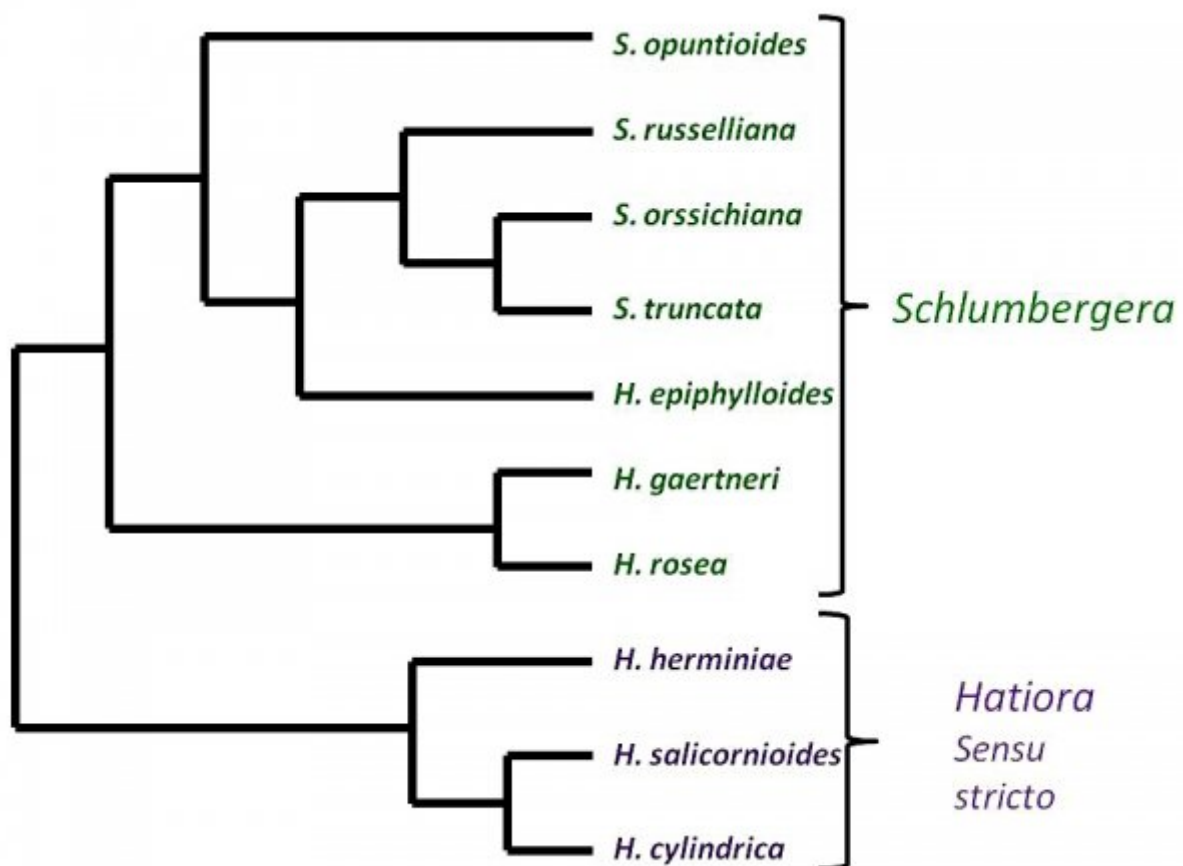 S. opuntioides
S. russelliana
S. orssichiana
S. truncata
H. epiphylloides
H. gaertneri
H. rosea
Schlumbergera
H. herminiae
H. salicornioides
H. cylindrica
Hatiora
Sensu
stricto